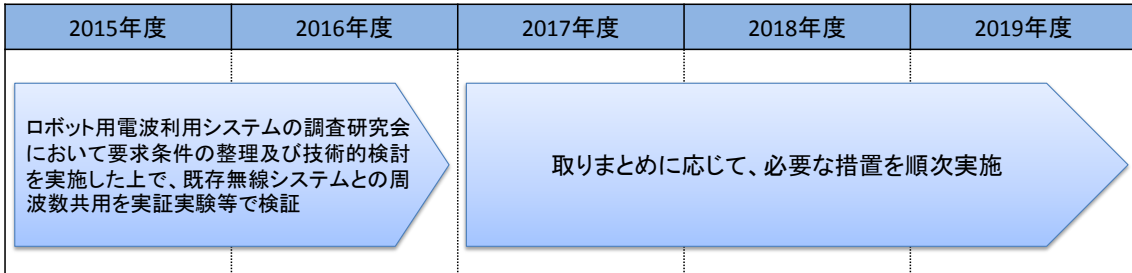 2015年度 2016年度 2017年度 2018年度 2019年度
ロボット用電波利用システムの調査研究会
において要求条件の整理及び技術的検討
を実施した上で、既存無線システムとの周
波数共用を実証実験等で検証
取りまとめに応じて、必要な措置を順次実施